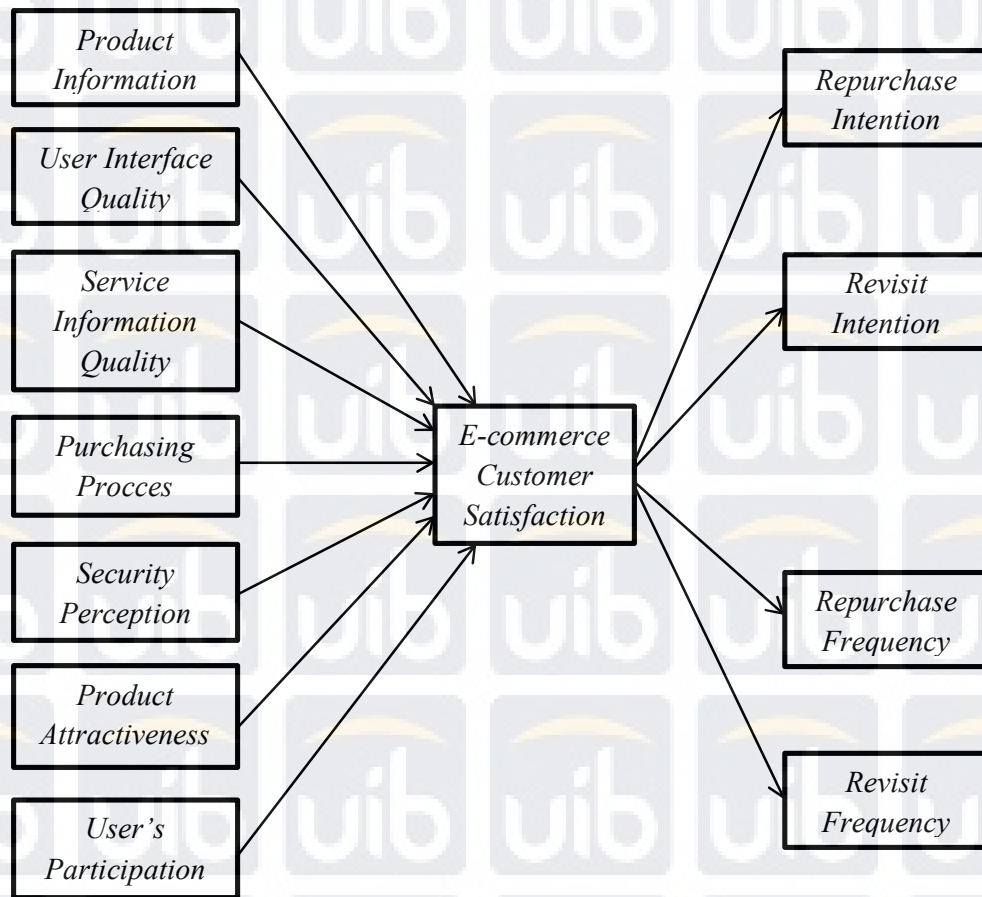 Product
Information
User Interface
Quality
Service
Information
Quality
Purchasing
Procces
Security
Perception
Product
Attractiveness
User's
Participation
E-commerce
Customer
Satisfaction
Repurchase
Intention
Revisit
Intention
Repurchase
Frequency
Revisit
Frequency
uib